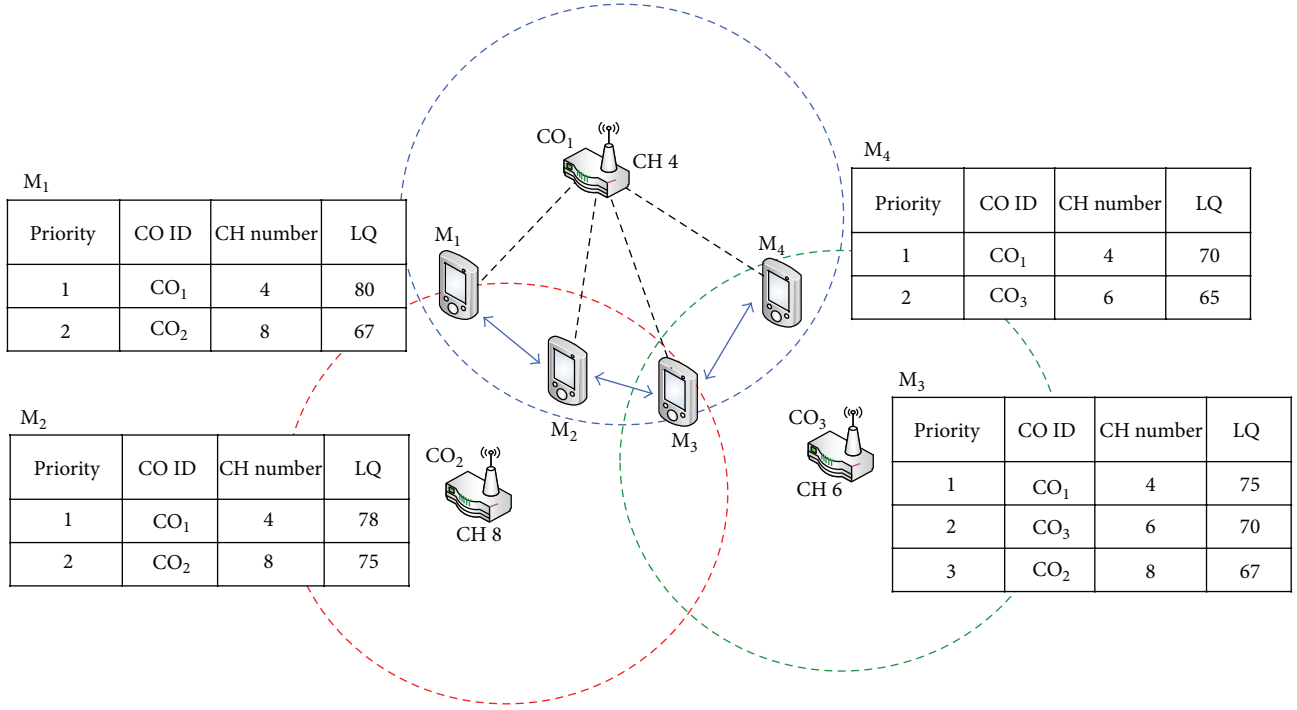 CO₁
CH 4
M₁
M₄
M₂
M₃
CO₂
CH 8
CO₃
CH 6
M₁
Priority CO ID CH number LQ
1 CO₁ 4 80
2 CO₂ 8 67
M₂
Priority CO ID CH number LQ
1 CO₁ 4 78
2 CO₂ 8 75
M₄
Priority CO ID CH number LQ
1 CO₁ 4 70
2 CO₃ 6 65
M₃
Priority CO ID CH number LQ
1 CO₁ 4 75
2 CO₃ 6 70
3 CO₂ 8 67